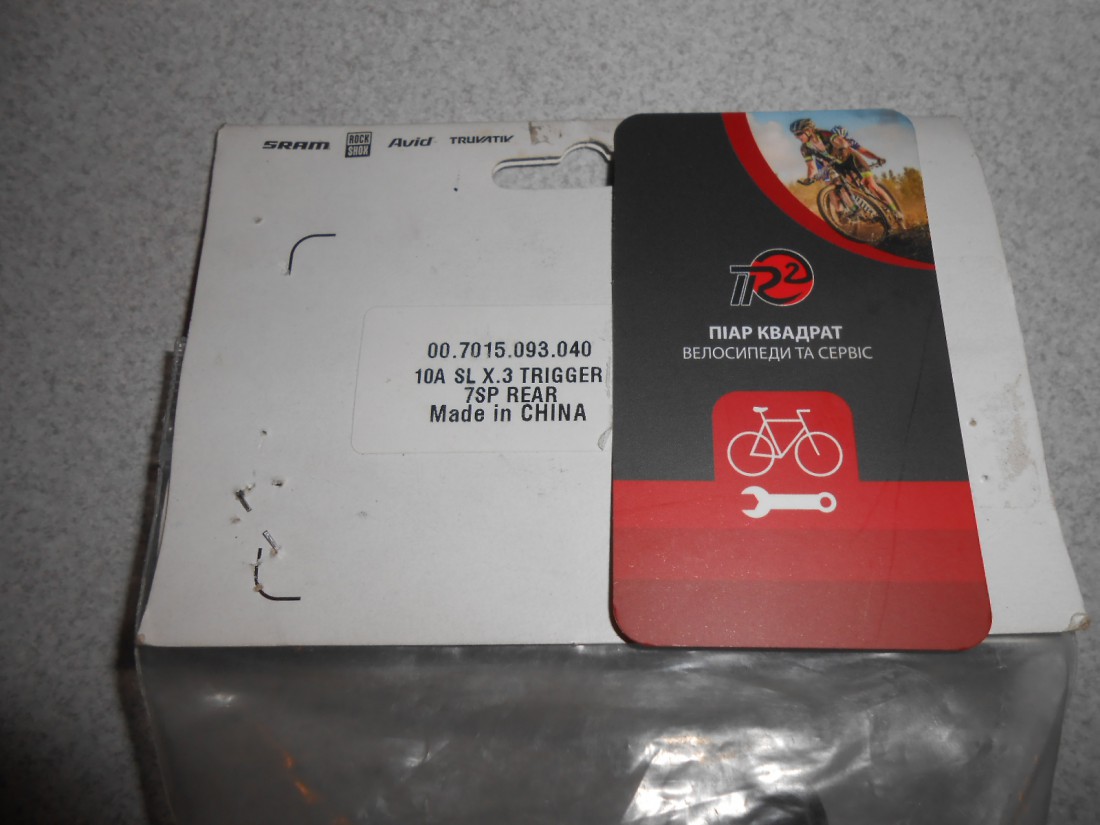 SRAM ROCK SHOX Avid TRUVATIV
00.7015.093.040
10A SL X.3 TRIGGER
7SP REAR
Made in CHINA
ПR2
ПІАР КВАДРАТ
ВЕЛОСИПЕДИ ТА СЕРВІС